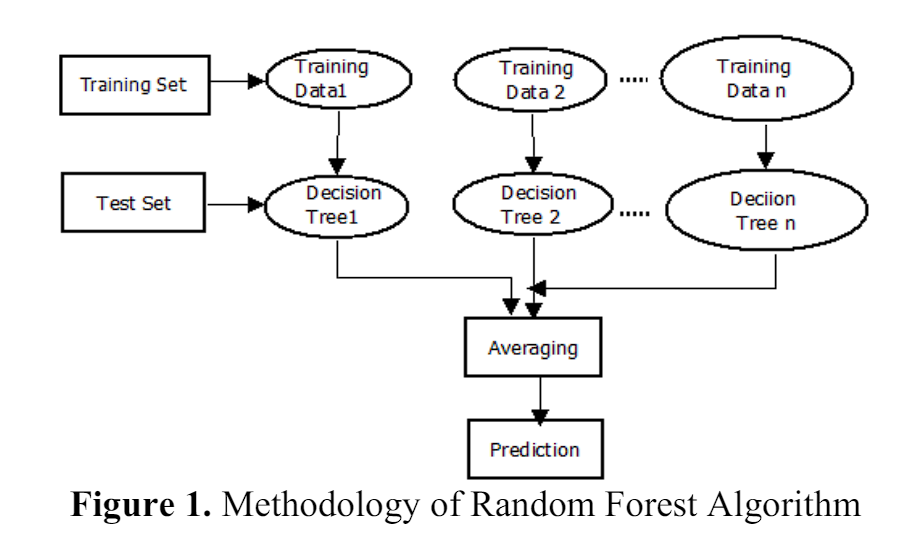 Training Set
Training
Data1
Training
Data 2
Training
Data n
Test Set
Decision
Tree1
Decision
Tree 2
Deciion
Tree n
Averaging
Prediction
Figure 1. Methodology of Random Forest Algorithm